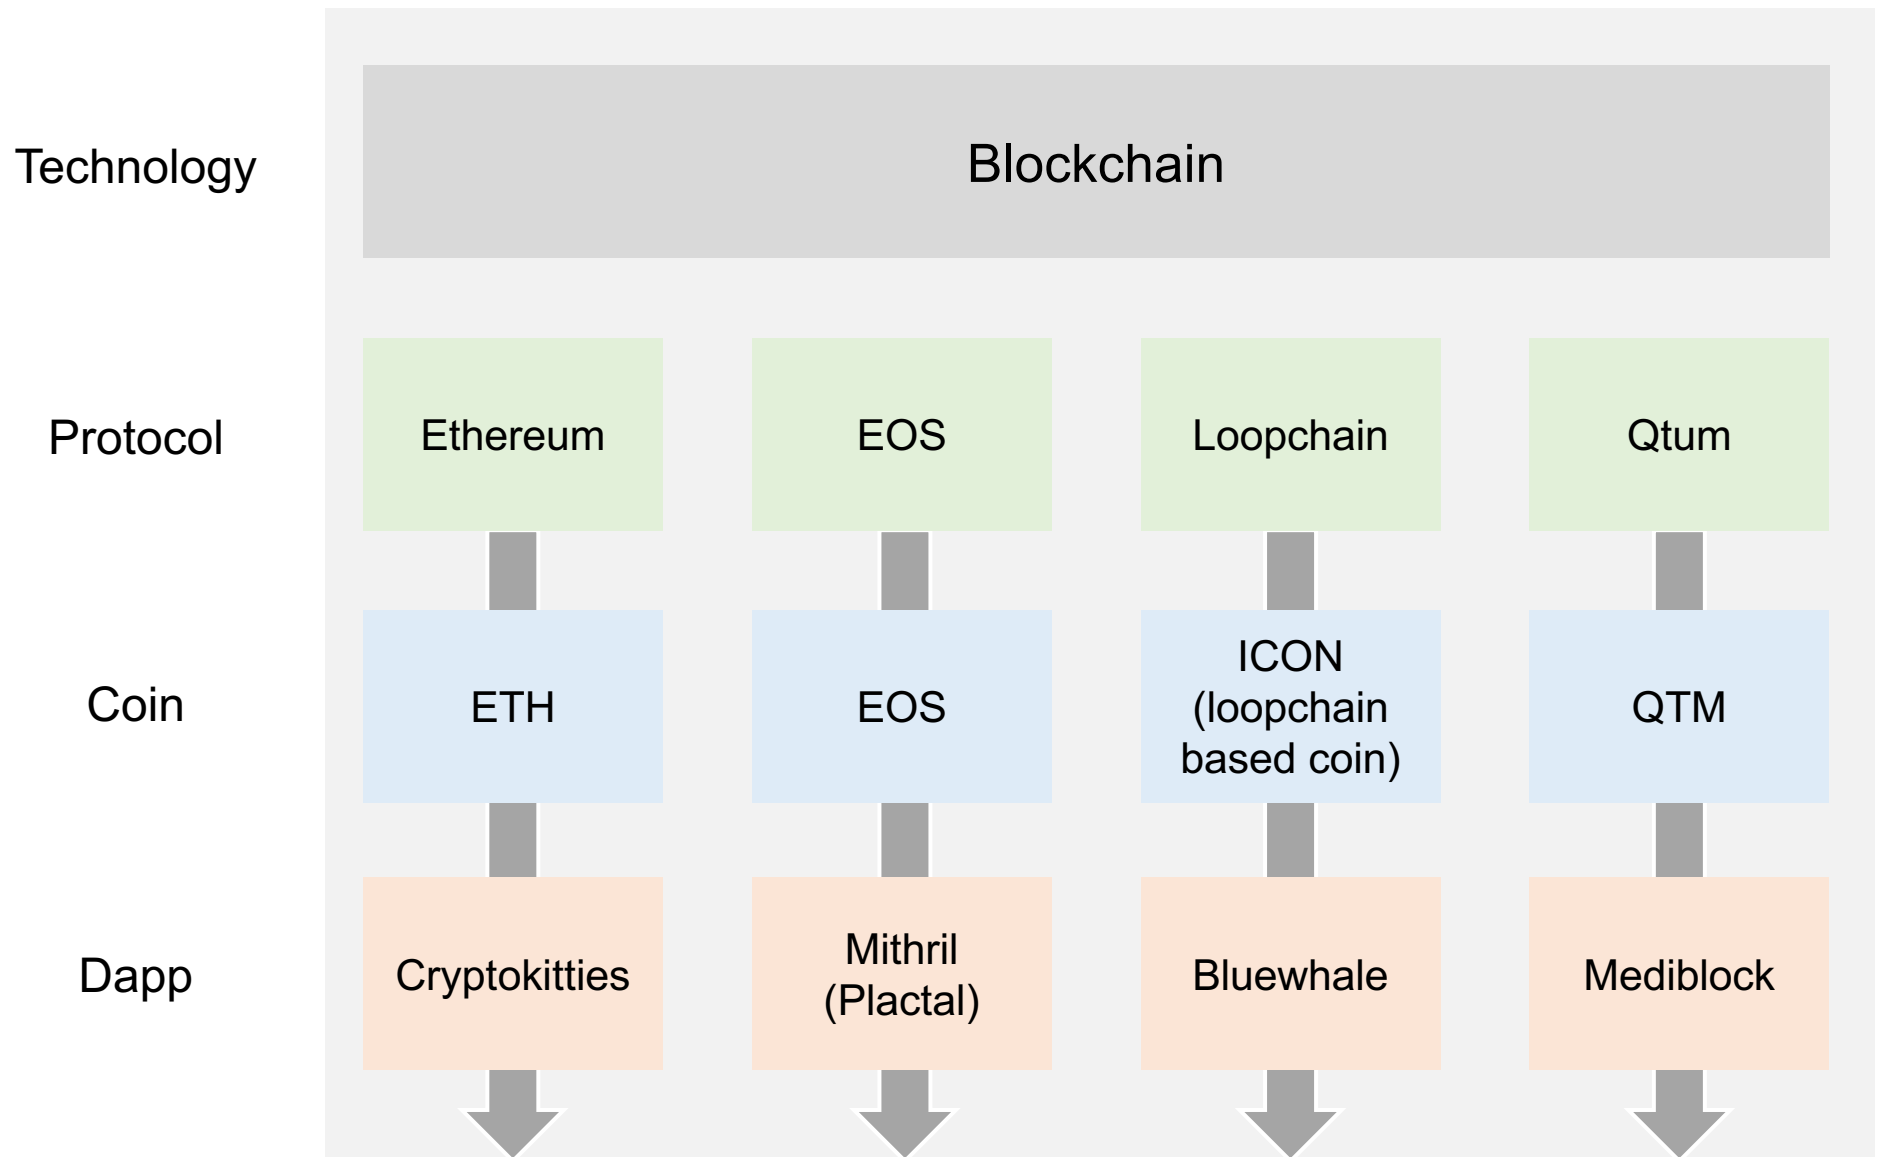 Technology
Blockchain
Protocol
Ethereum
EOS
Loopchain
Qtum
Coin
ETH
EOS
ICON
(loopchain
based coin)
QTM
Dapp
Cryptokitties
Mithril
(Plactal)
Bluewhale
Mediblock